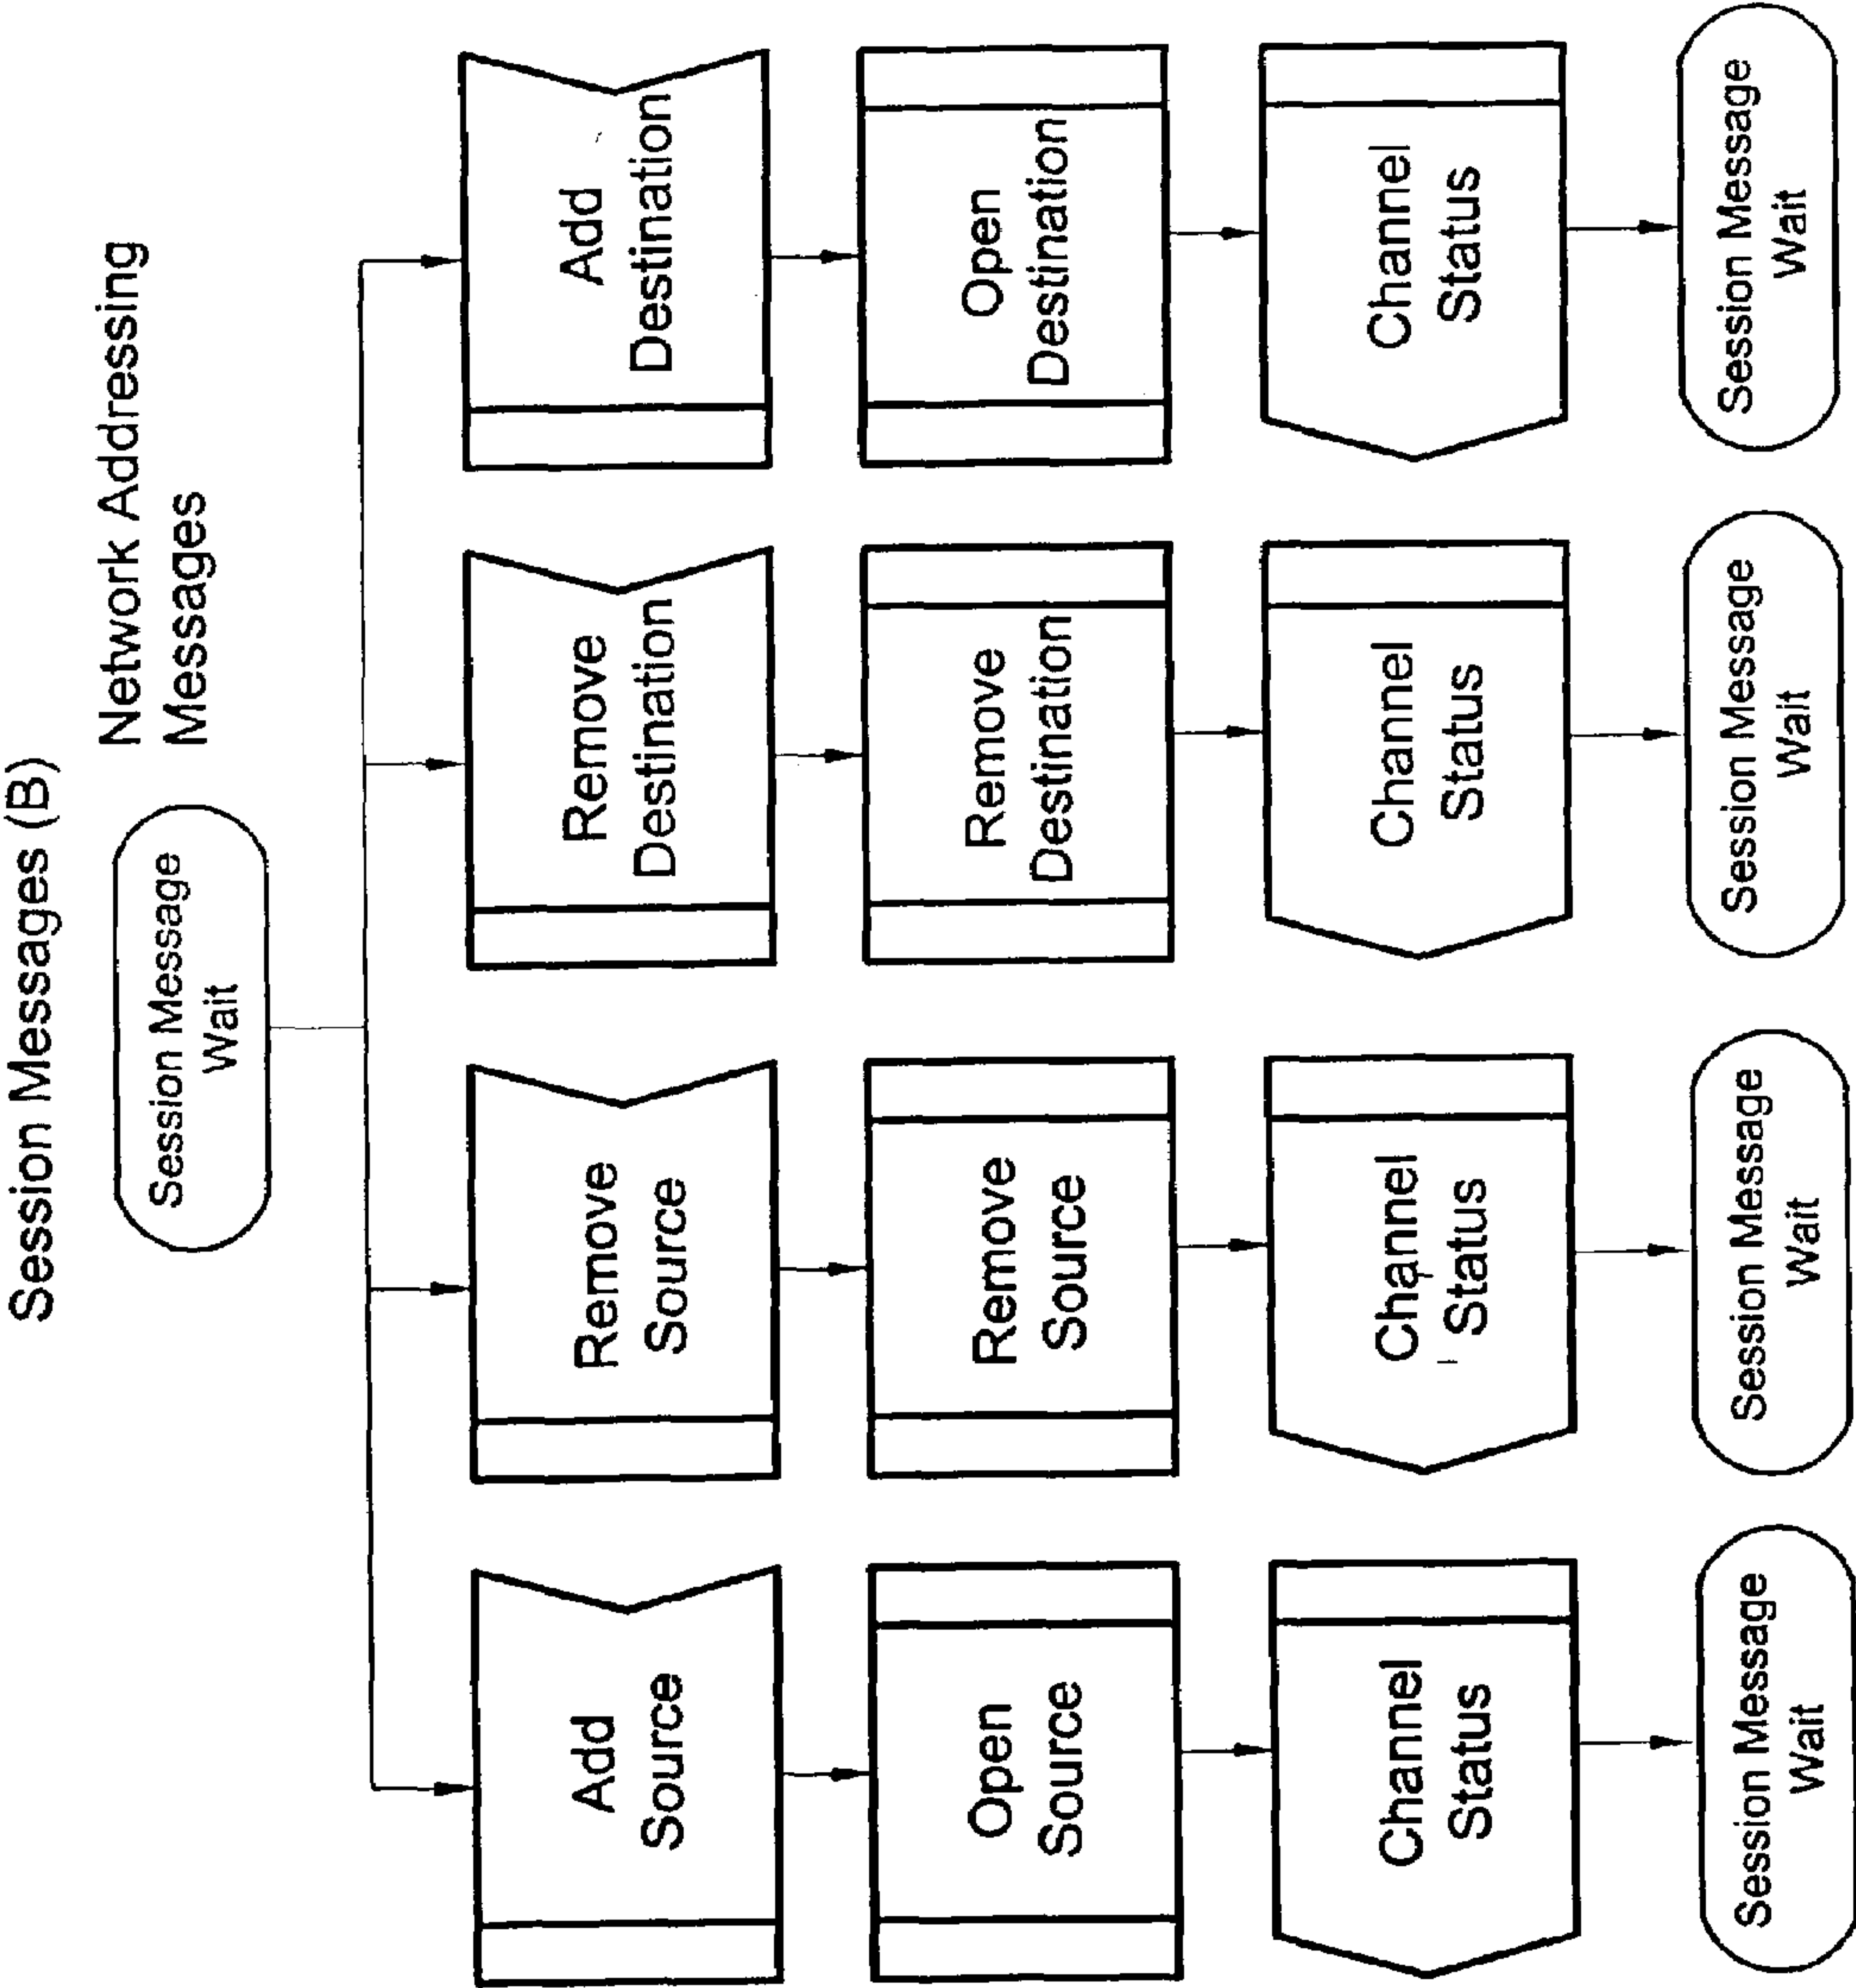 Session Messages (B)
Network Addressing
Messages
Session Message
Wait
Add
Source
Remove
Source
Remove
Destination
Add
Destination
Open
Source
Remove
Source
Remove
Destination
Open
Destination
Channel
Status
Channel
Status
Channel
Status
Channel
Status
Session Message
Wait
Session Message
Wait
Session Message
Wait
Session Message
Wait